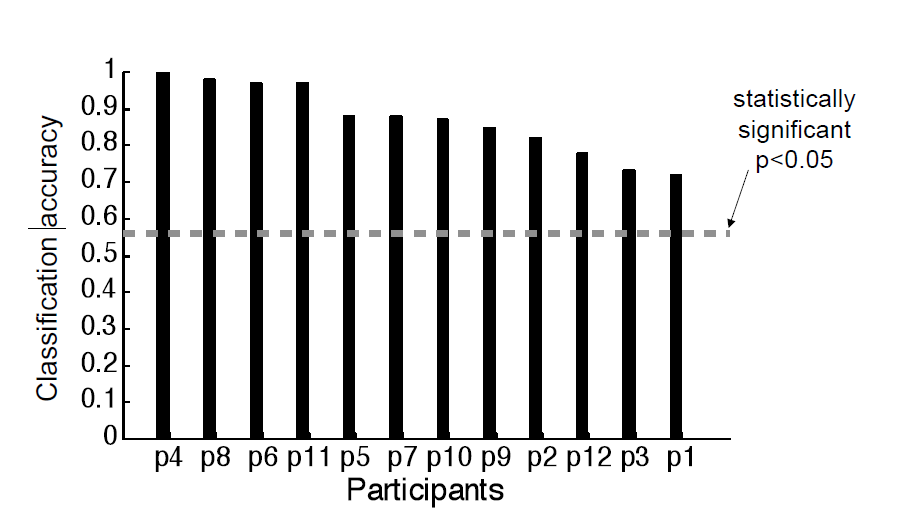 1
0.9
0.8
0.7
0.6
0.5
0.4
0.3
0.2
0.1
0
Classification accuracy
statistically
significant
p<0.05
p4 p8 p6 p11 p5 p7 p10 p9 p2 p12 p3 p1
Participants